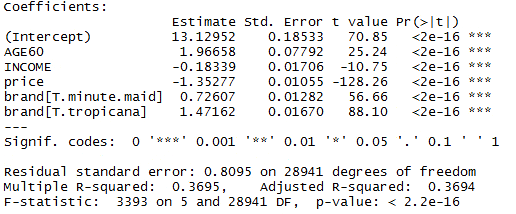 Coefficients:
Estimate Std. Error t value Pr(>|t|)
(Intercept) 13.12952 0.18533 70.85 <2e-16 ***
AGE60 1.96658 0.07792 25.24 <2e-16 ***
INCOME -0.18339 0.01706 -10.75 <2e-16 ***
price -1.35277 0.01055 -128.26 <2e-16 ***
brand[T.minute.maid] 0.72607 0.01282 56.66 <2e-16 ***
brand[T.tropicana] 1.47162 0.01670 88.10 <2e-16 ***
---
Signif. codes: 0 '***' 0.001 '**' 0.01 '*' 0.05 '.' 0.1 ' ' 1
Residual standard error: 0.8095 on 28941 degrees of freedom
Multiple R-squared: 0.3695, Adjusted R-squared: 0.3694
F-statistic: 3393 on 5 and 28941 DF, p-value: < 2.2e-16